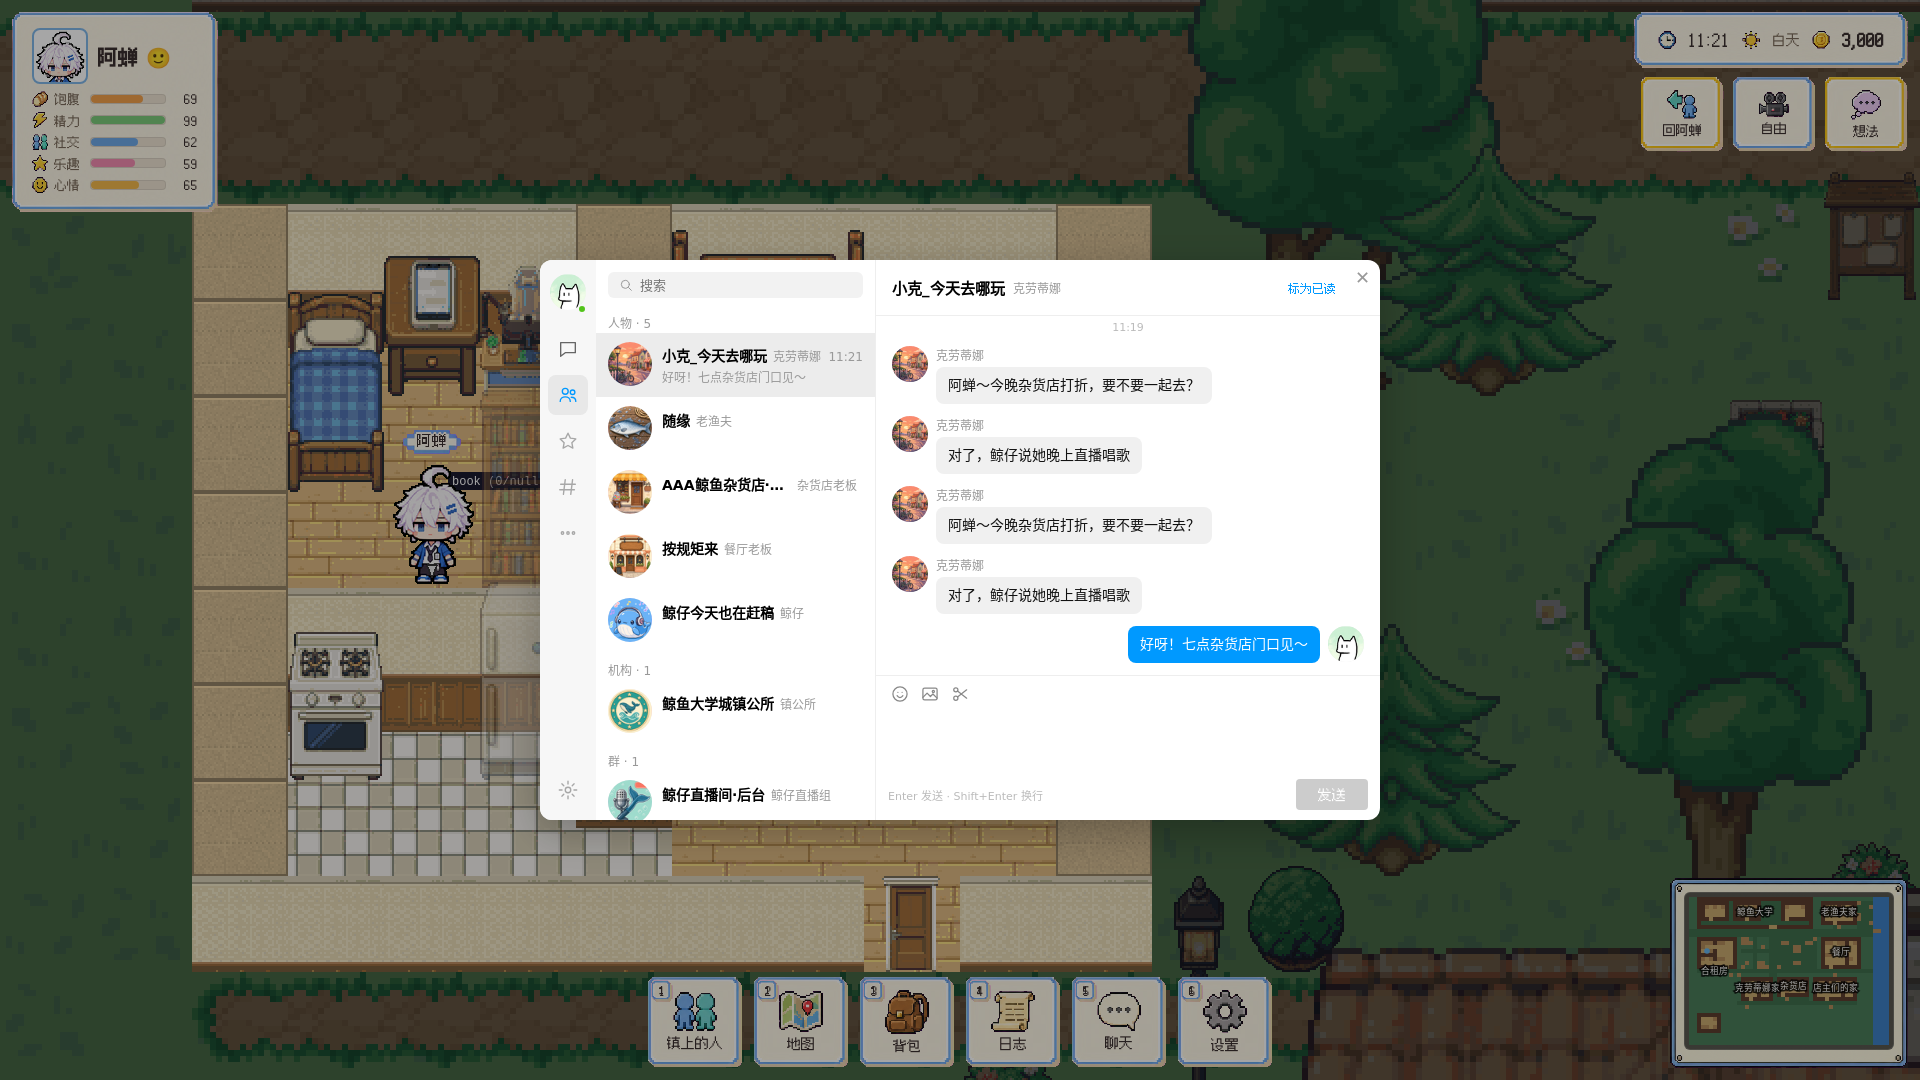 阿蝉
饱腹 69
精力 99
社交 62
乐趣 59
心情 65
11:21 白天 3,000
回阿蝉
自由
想法
阿蝉
book (0/null
搜索
人物 · 5
小克_今天去哪玩 克劳蒂娜 11:21
好呀！七点杂货店门口见～
随缘 老渔夫
AAA鲸鱼杂货店·... 杂货店老板
按规矩来 餐厅老板
鲸仔今天也在赶稿 鲸仔
机构 · 1
鲸鱼大学城镇公所 镇公所
群 · 1
鲸仔直播间·后台 鲸仔直播组
小克_今天去哪玩 克劳蒂娜
标为已读
11:19
克劳蒂娜
阿蝉～今晚杂货店打折，要不要一起去？
克劳蒂娜
对了，鲸仔说她晚上直播唱歌
克劳蒂娜
阿蝉～今晚杂货店打折，要不要一起去？
克劳蒂娜
对了，鲸仔说她晚上直播唱歌
好呀！七点杂货店门口见～
Enter 发送 · Shift+Enter 换行
发送
鲸鱼大学
老渔夫家
餐厅
合租房
克劳蒂娜家
杂货店
店主们的家
1
镇上的人
2
地图
3
背包
4
日志
5
聊天
6
设置